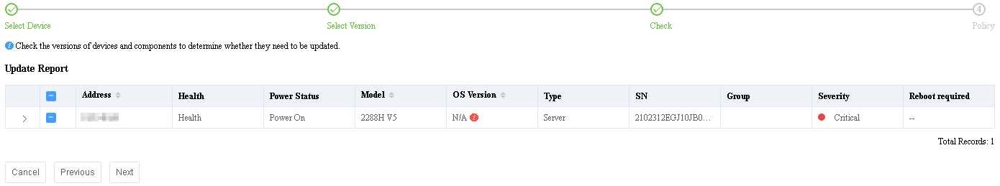 4
Select Device Select Version Check Policy
Check the versions of devices and components to determine whether they need to be updated.
Update Report
Address Health Power Status Model OS Version Type SN Group Severity Reboot required
Health Power On 2288H V5 N/A Server 2102312EGJ10JB0... Critical --
Total Records: 1
Cancel Previous Next